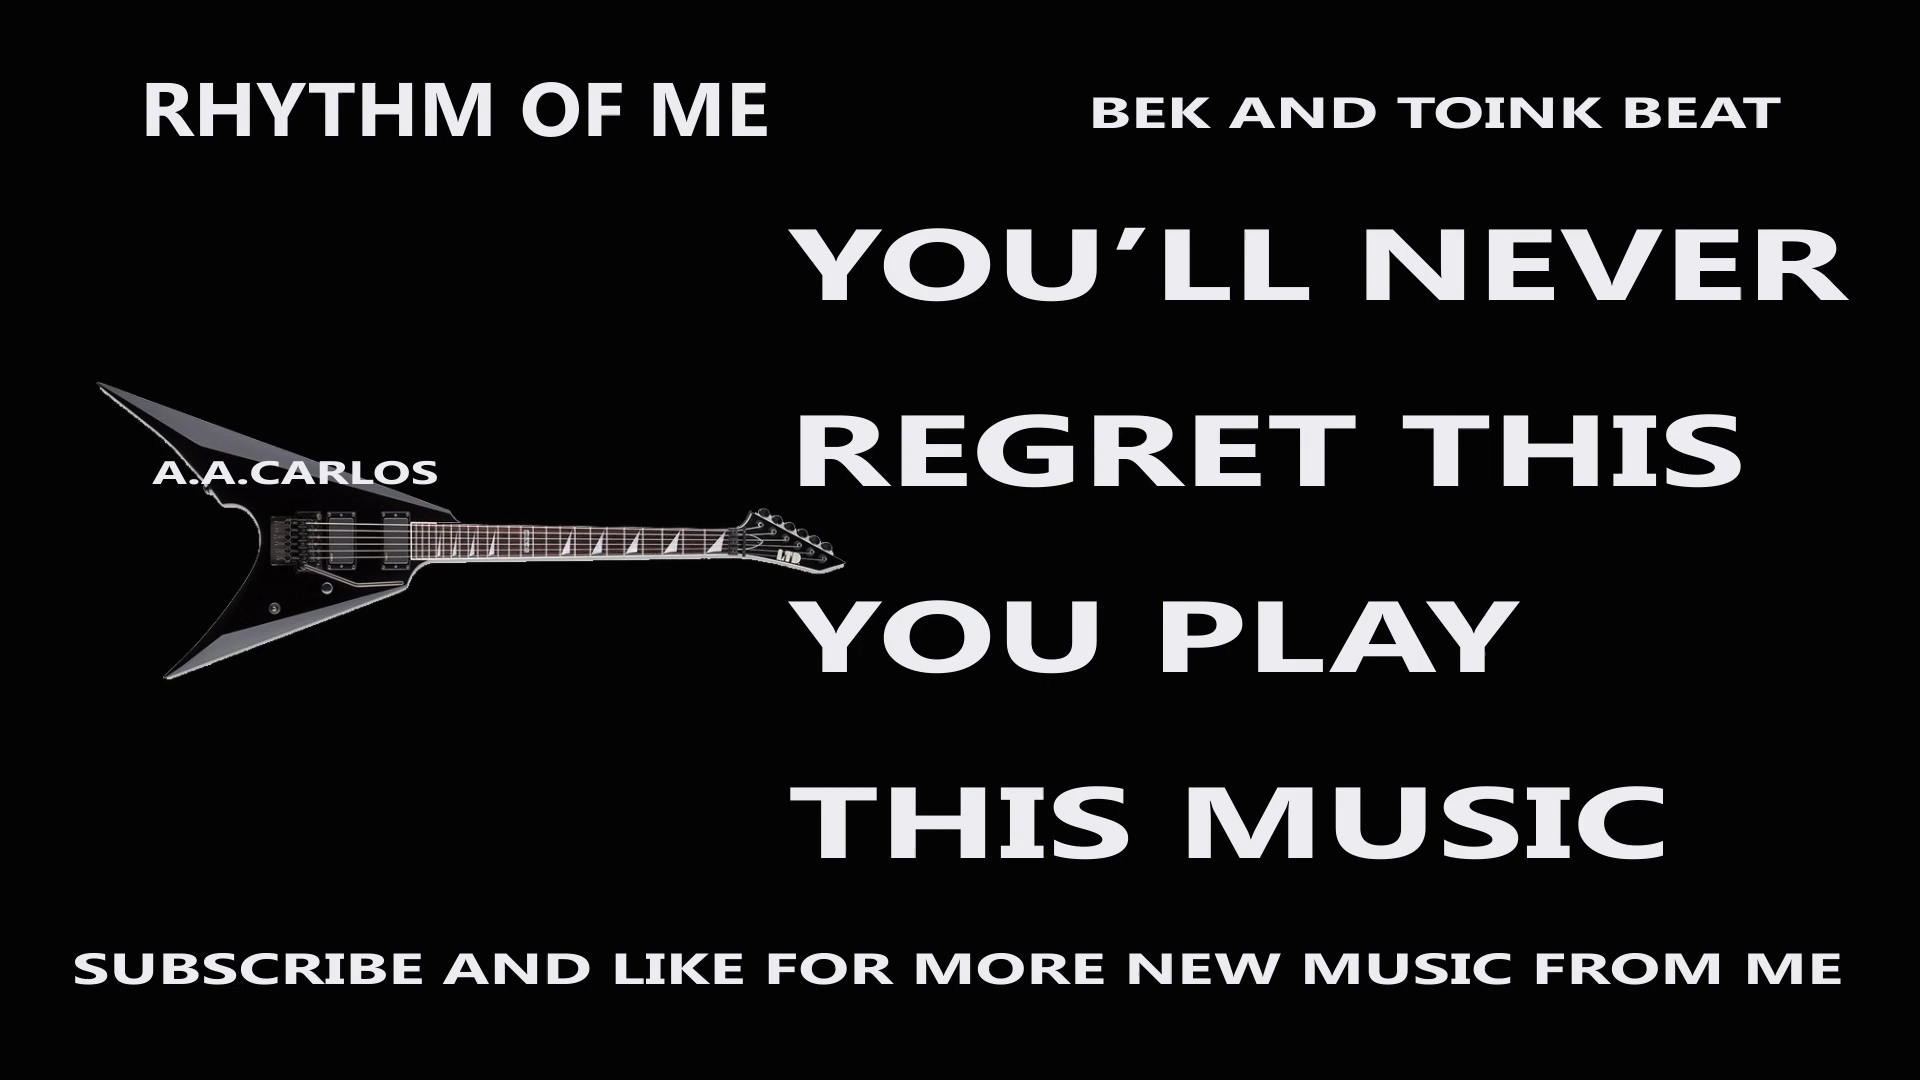 RHYTHM OF ME
BEK AND TOINK BEAT
YOU’LL NEVER
REGRET THIS
A.A.CARLOS
LTD
YOU PLAY
THIS MUSIC
SUBSCRIBE AND LIKE FOR MORE NEW MUSIC FROM ME